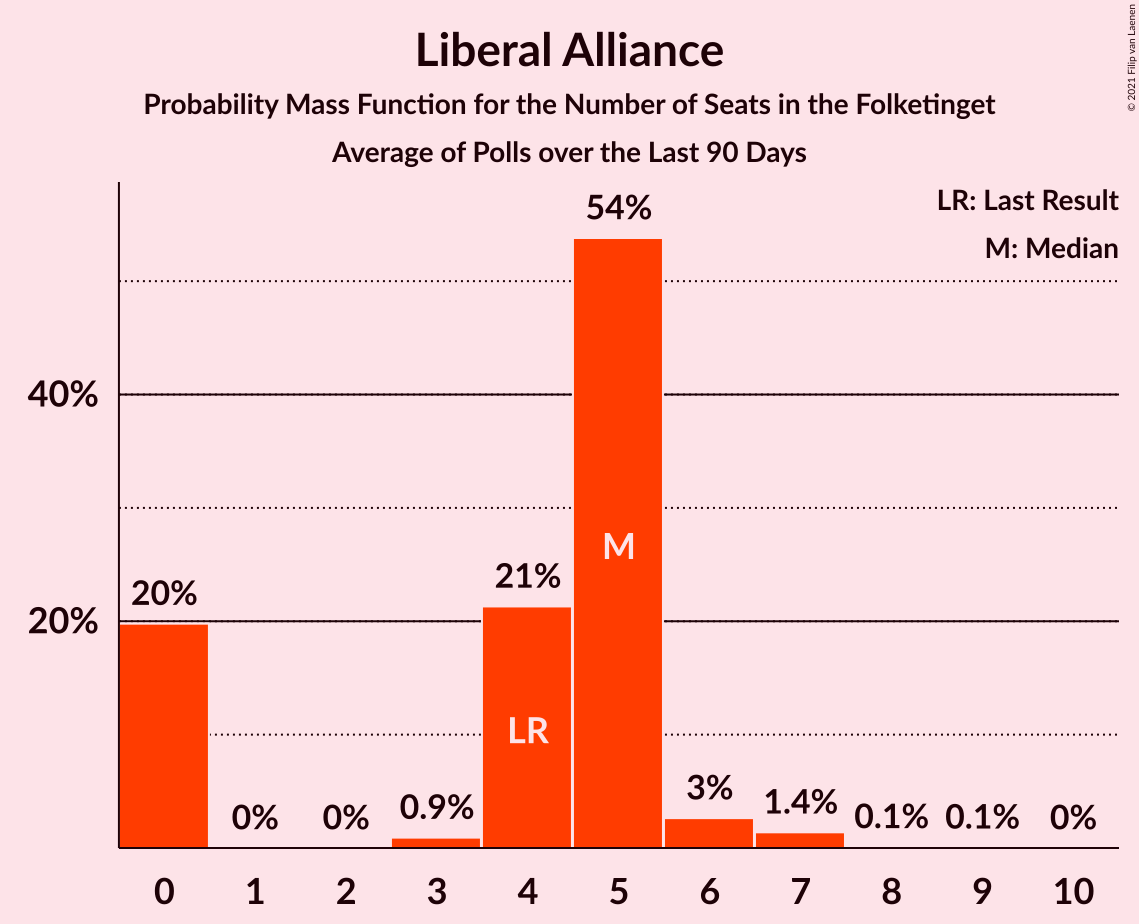 Liberal Alliance
Probability Mass Function for the Number of Seats in the Folketinget
Average of Polls over the Last 90 Days
© 2021 Filip van Laenen
LR: Last Result
M: Median
54%
40%
M
21%
20%
20%
LR
0%
0%
0.9%
3%
1.4%
0.1%
0.1%
0%
0 1 2 3 4 5 6 7 8 9 10